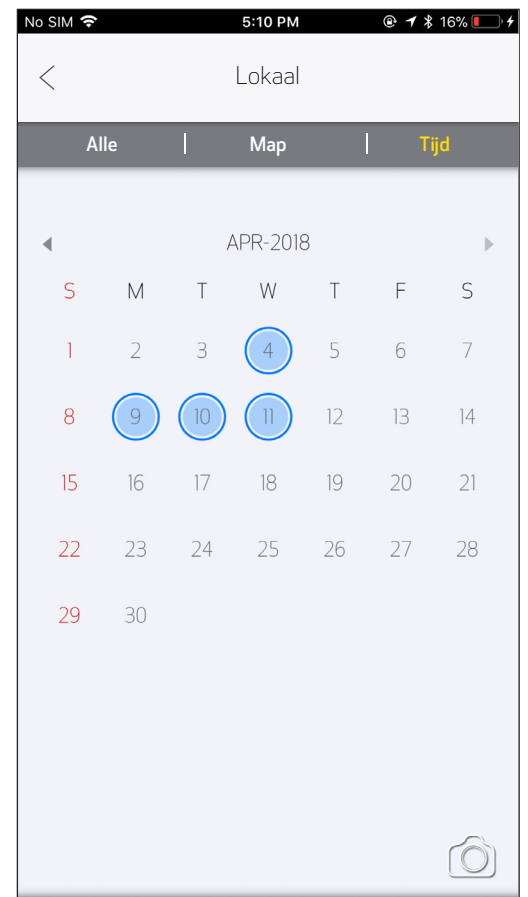 No SIM 5:10 PM 16%
Lokaal
Alle | Map | Tijd
APR-2018
S M T W T F S
1 2 3 4 5 6 7
8 9 10 11 12 13 14
15 16 17 18 19 20 21
22 23 24 25 26 27 28
29 30